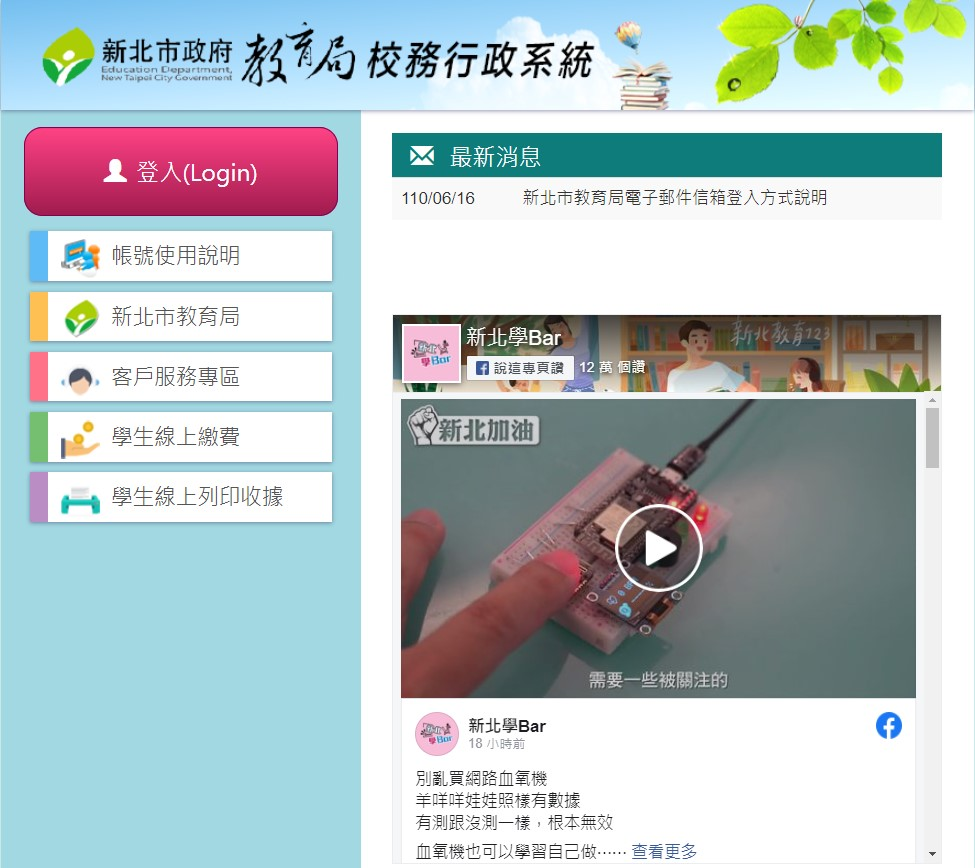 新北市政府
Education Department,
New Taipei City Government
教育局 校務行政系統
登入(Login)
帳號使用說明
新北市教育局
客戶服務專區
學生線上繳費
學生線上列印收據
最新消息
110/06/16 新北市教育局電子郵件信箱登入方式說明
新北學Bar
新北教育123
說這專頁讚 12 萬 個讚
新北加油
需要一些被關注的
新北學Bar
18 小時前
別亂買網路血氧機
羊咩咩娃娃照樣有數據
有測跟沒測一樣，根本無效
血氧機也可以學習自己做⋯⋯ 查看更多